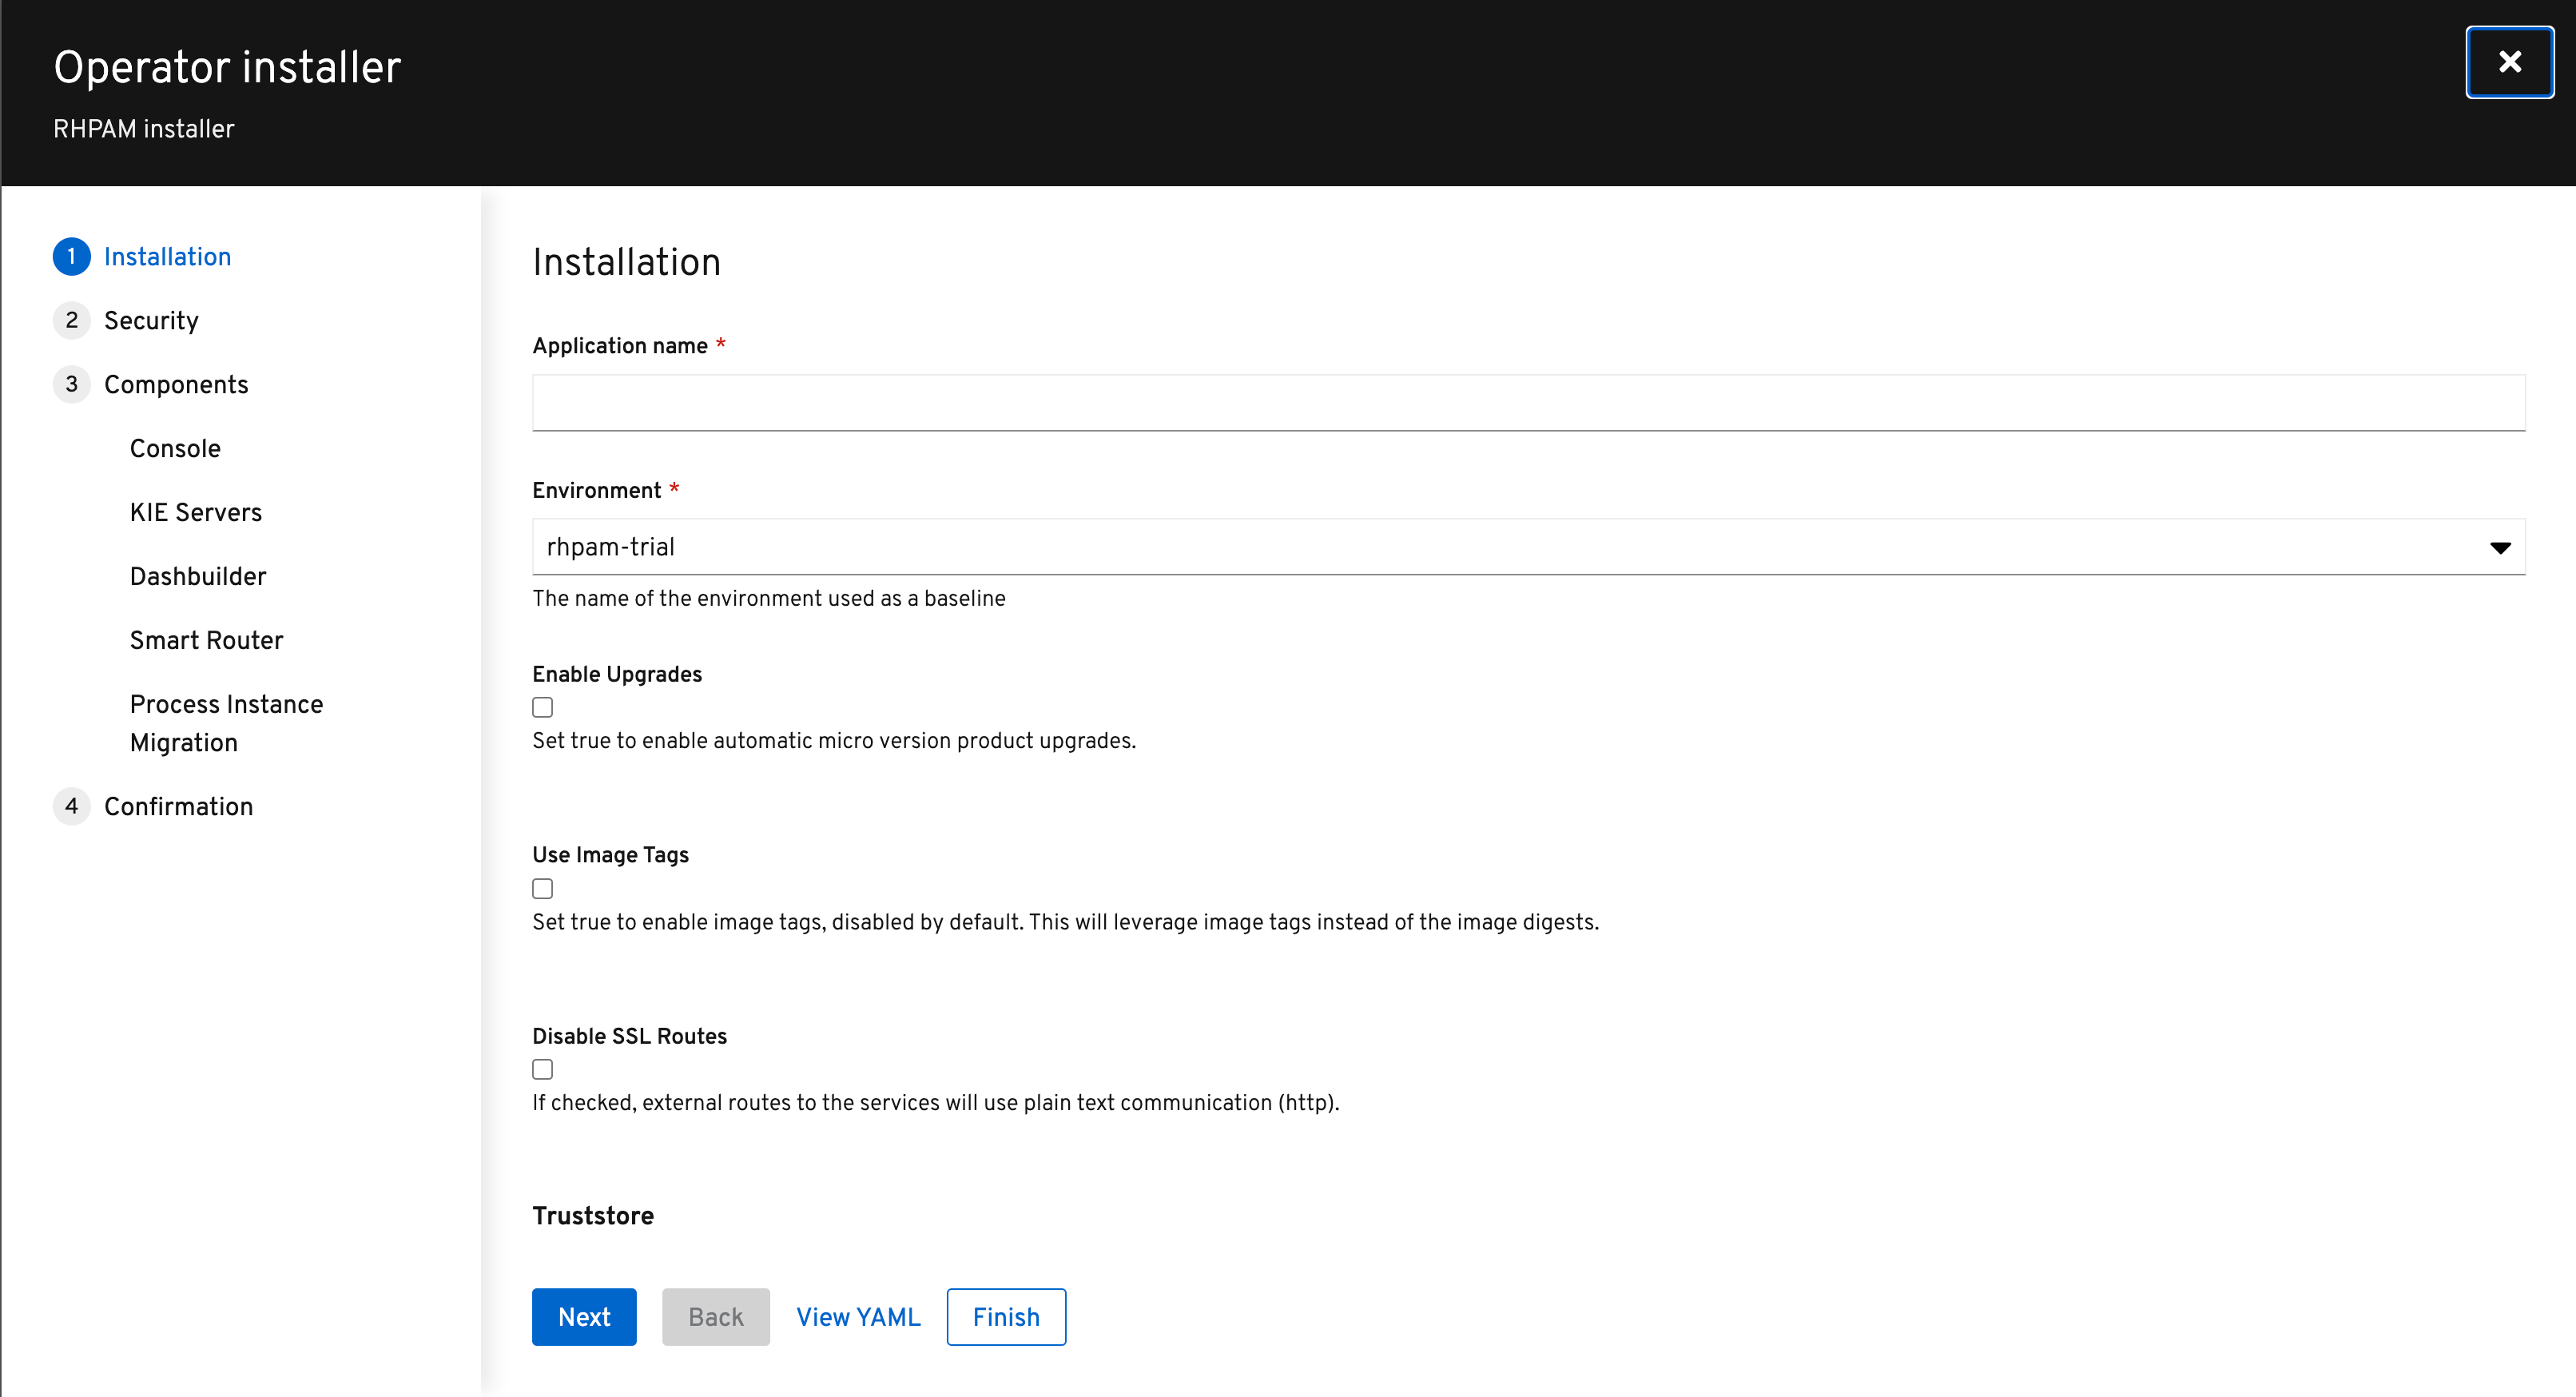 Operator installer
RHPAM installer
1 Installation
2 Security
3 Components
Console
KIE Servers
Dashbuilder
Smart Router
Process Instance
Migration
4 Confirmation
Installation
Application name *
Environment *
rhpam-trial
The name of the environment used as a baseline
Enable Upgrades
Set true to enable automatic micro version product upgrades.
Use Image Tags
Set true to enable image tags, disabled by default. This will leverage image tags instead of the image digests.
Disable SSL Routes
If checked, external routes to the services will use plain text communication (http).
Truststore
Next Back View YAML Finish